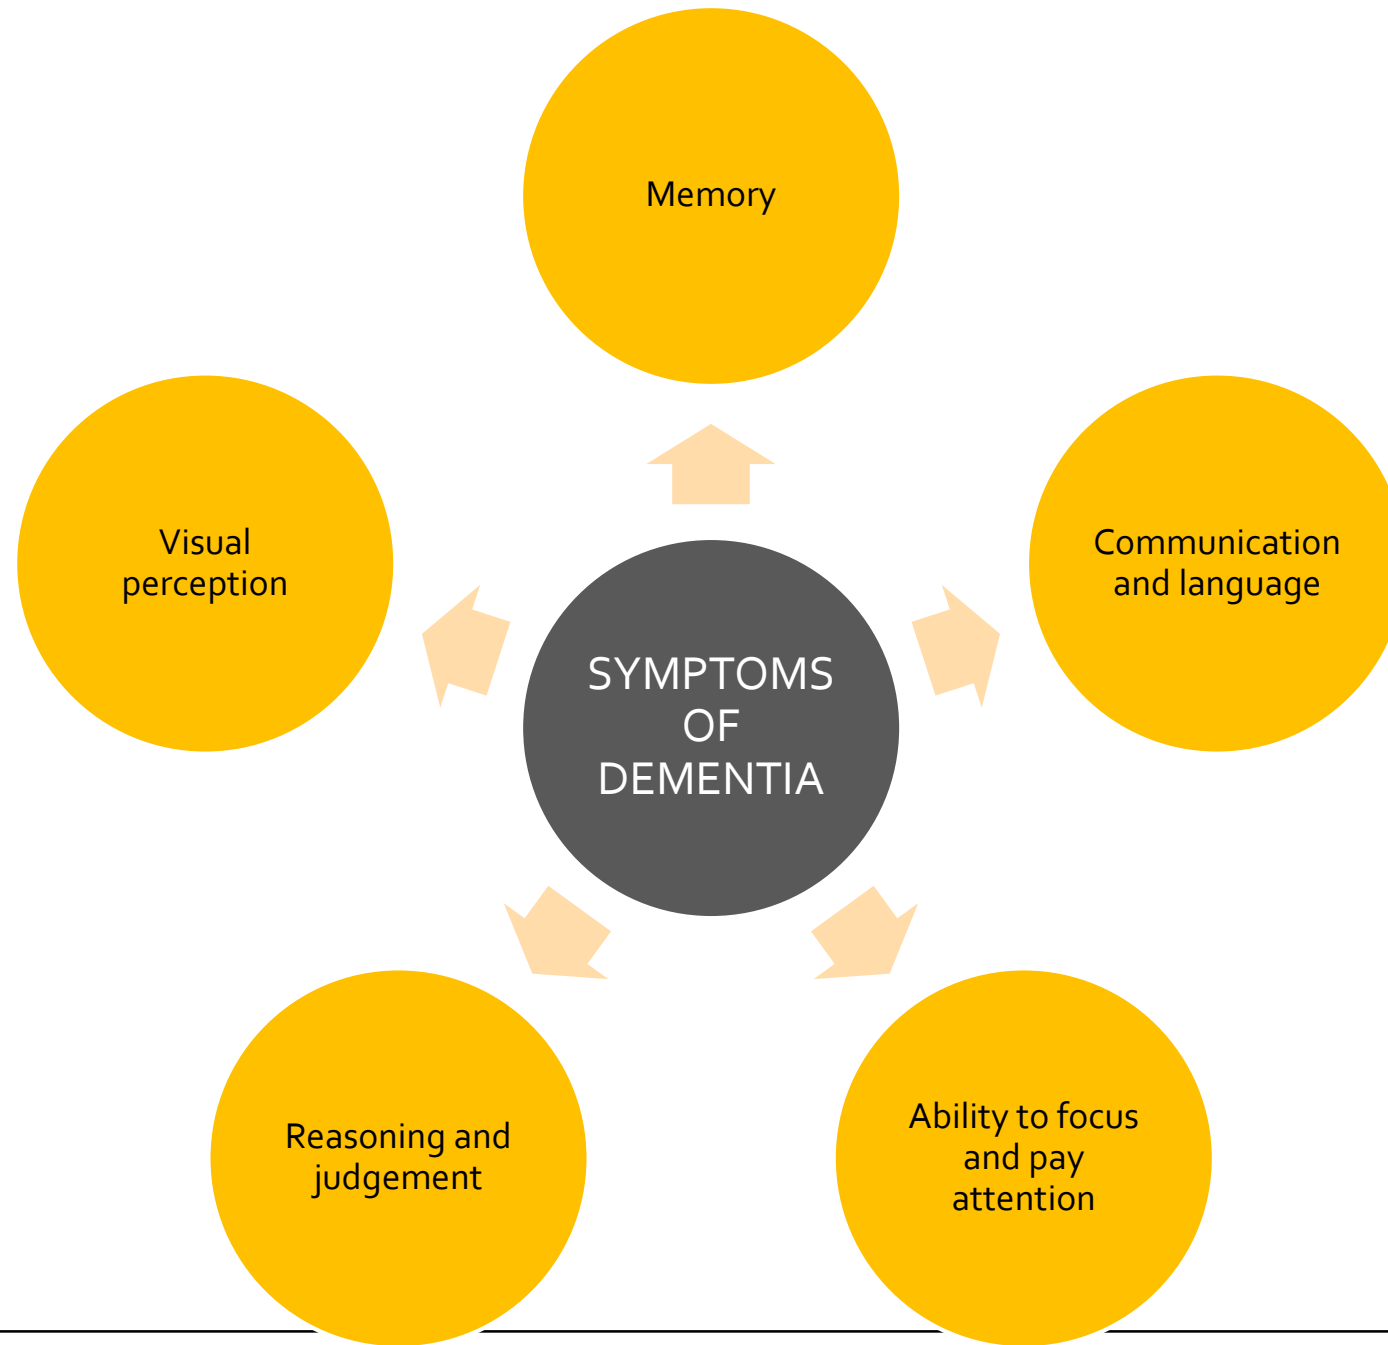 Memory
Visual
perception
Communication
and language
SYMPTOMS
OF
DEMENTIA
Reasoning and
judgement
Ability to focus
and pay
attention